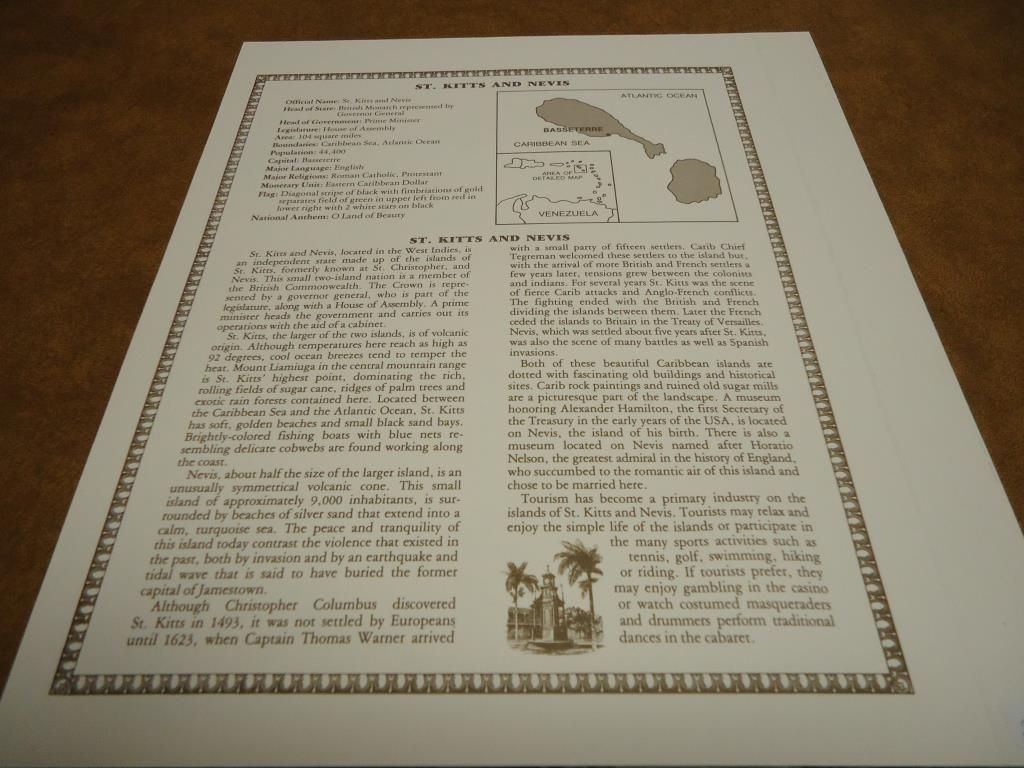 ST. KITTS AND NEVIS
Official Name: St. Kitts and Nevis
Head of State: British Monarch represented by
Governor General
Head of Government: Prime Minister
Legislature: House of Assembly
Area: 104 square miles
Boundaries: Caribbean Sea, Atlantic Ocean
Population: 44,400
Capital: Basseterre
Major Language: English
Major Religions: Roman Catholic, Protestant
Monetary Unit: Eastern Caribbean Dollar
Flag: Diagonal stripe of black with fimbriations of gold
separates field of green in upper left from red in
lower right with 2 white stars on black
National Anthem: O Land of Beauty
ATLANTIC OCEAN
BASSETERRE
CARIBBEAN SEA
AREA OF
DETAILED MAP
VENEZUELA
ST. KITTS AND NEVIS
St. Kitts and Nevis, located in the West Indies, is
an independent state made up of the islands of
St. Kitts, formerly known at St. Christopher, and
Nevis. This small two-island nation is a member of
the British Commonwealth. The Crown is repre-
sented by a governor general, who is part of the
legislature, along with a House of Assembly. A prime
minister heads the government and carries out its
operations with the aid of a cabinet.
St. Kitts, the larger of the two islands, is of volcanic
origin. Although temperatures here reach as high as
92 degrees, cool ocean breezes tend to temper the
heat. Mount Liamiuga in the central mountain range
is St. Kitts' highest point, dominating the rich,
rolling fields of sugar cane, ridges of palm trees and
exotic rain forests contained here. Located between
the Caribbean Sea and the Atlantic Ocean, St. Kitts
has soft, golden beaches and small black sand bays.
Brightly-colored fishing boats with blue nets re-
sembling delicate cobwebs are found working along
the coast.
Nevis, about half the size of the larger island, is an
unusually symmetrical volcanic cone. This small
island of approximately 9,000 inhabitants, is sur-
rounded by beaches of silver sand that extend into a
calm, turquoise sea. The peace and tranquility of
this island today contrast the violence that existed in
the past, both by invasion and by an earthquake and
tidal wave that is said to have buried the former
capital of Jamestown.
Although Christopher Columbus discovered
St. Kitts in 1493, it was not settled by Europeans
until 1623, when Captain Thomas Warner arrived
with a small party of fifteen settlers. Carib Chief
Tegreman welcomed these settlers to the island but,
with the arrival of more British and French settlers a
few years later, tensions grew between the colonists
and indians. For several years St. Kitts was the scene
of fierce Carib attacks and Anglo-French conflicts.
The fighting ended with the British and French
dividing the islands between them. Later the French
ceded the islands to Britain in the Treaty of Versailles.
Nevis, which was settled about five years after St. Kitts,
was also the scene of many battles as well as Spanish
invasions.
Both of these beautiful Caribbean islands are
dotted with fascinating old buildings and historical
sites. Carib rock paintings and ruined old sugar mills
are a picturesque part of the landscape. A museum
honoring Alexander Hamilton, the first Secretary of
the Treasury in the early years of the USA, is located
on Nevis, the island of his birth. There is also a
museum located on Nevis named after Horatio
Nelson, the greatest admiral in the history of England,
who succumbed to the romantic air of this island and
chose to be married here.
Tourism has become a primary industry on the
islands of St. Kitts and Nevis. Tourists may relax and
enjoy the simple life of the islands or participate in
the many sports activities such as
tennis, golf, swimming, hiking
or riding. If tourists prefer, they
may enjoy gambling in the casino
or watch costumed masqueraders
and drummers perform traditional
dances in the cabaret.